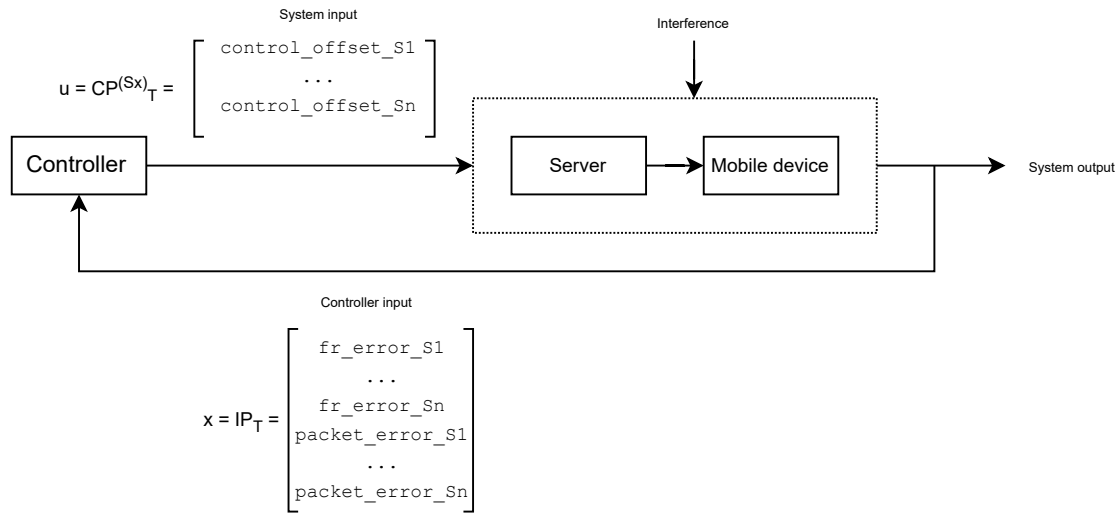 System input
Interference
u = CP(Sx)T =
control_offset_S1
...
control_offset_Sn
Controller
Server
Mobile device
System output
Controller input
x = IPT =
fr_error_S1
...
fr_error_Sn
packet_error_S1
...
packet_error_Sn